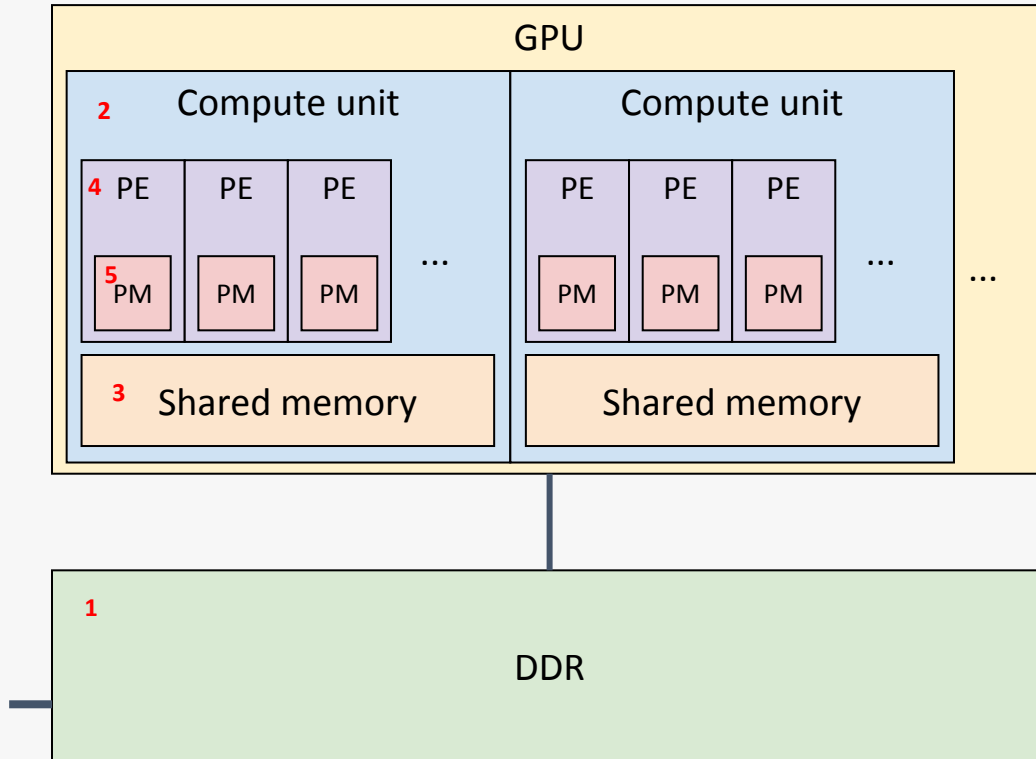 GPU
2 Compute unit
Compute unit
4 PE PE PE
...
PE PE PE
...
...
5 PM PM PM
PM PM PM
3 Shared memory
Shared memory
1
DDR